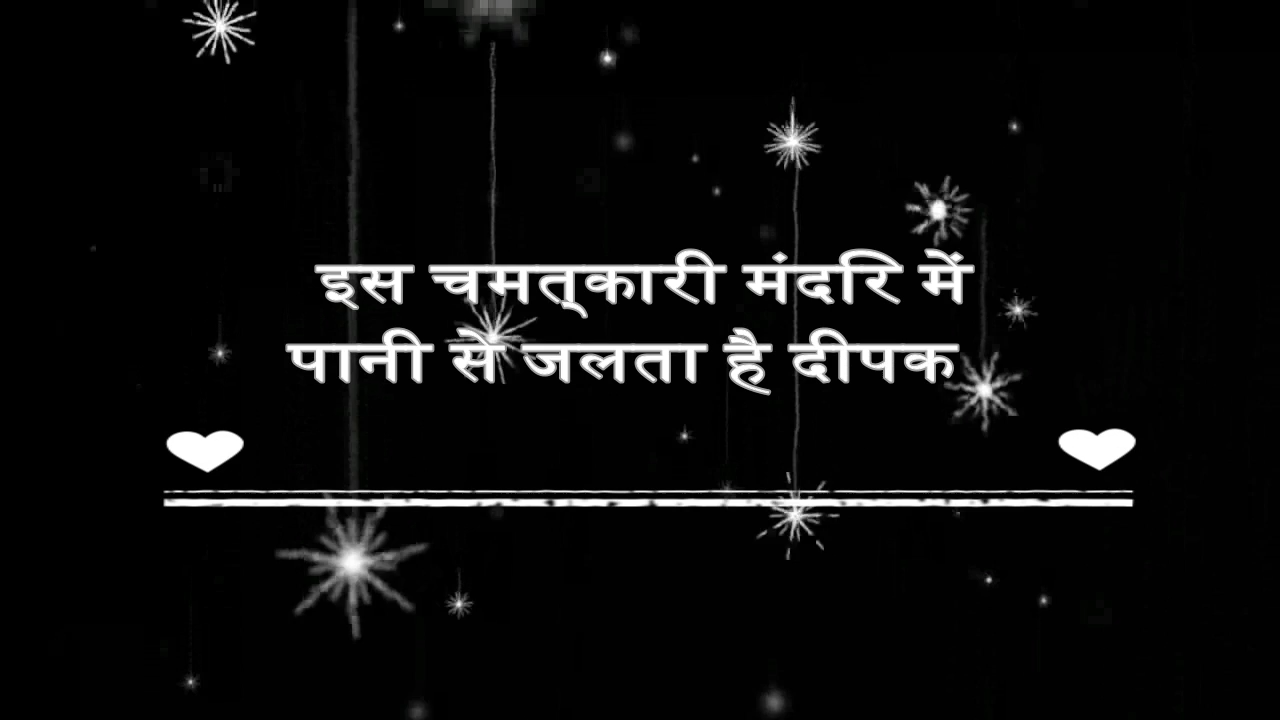 इस चमत्‌कारी मंदरि में
पानी से जलता है दीपक